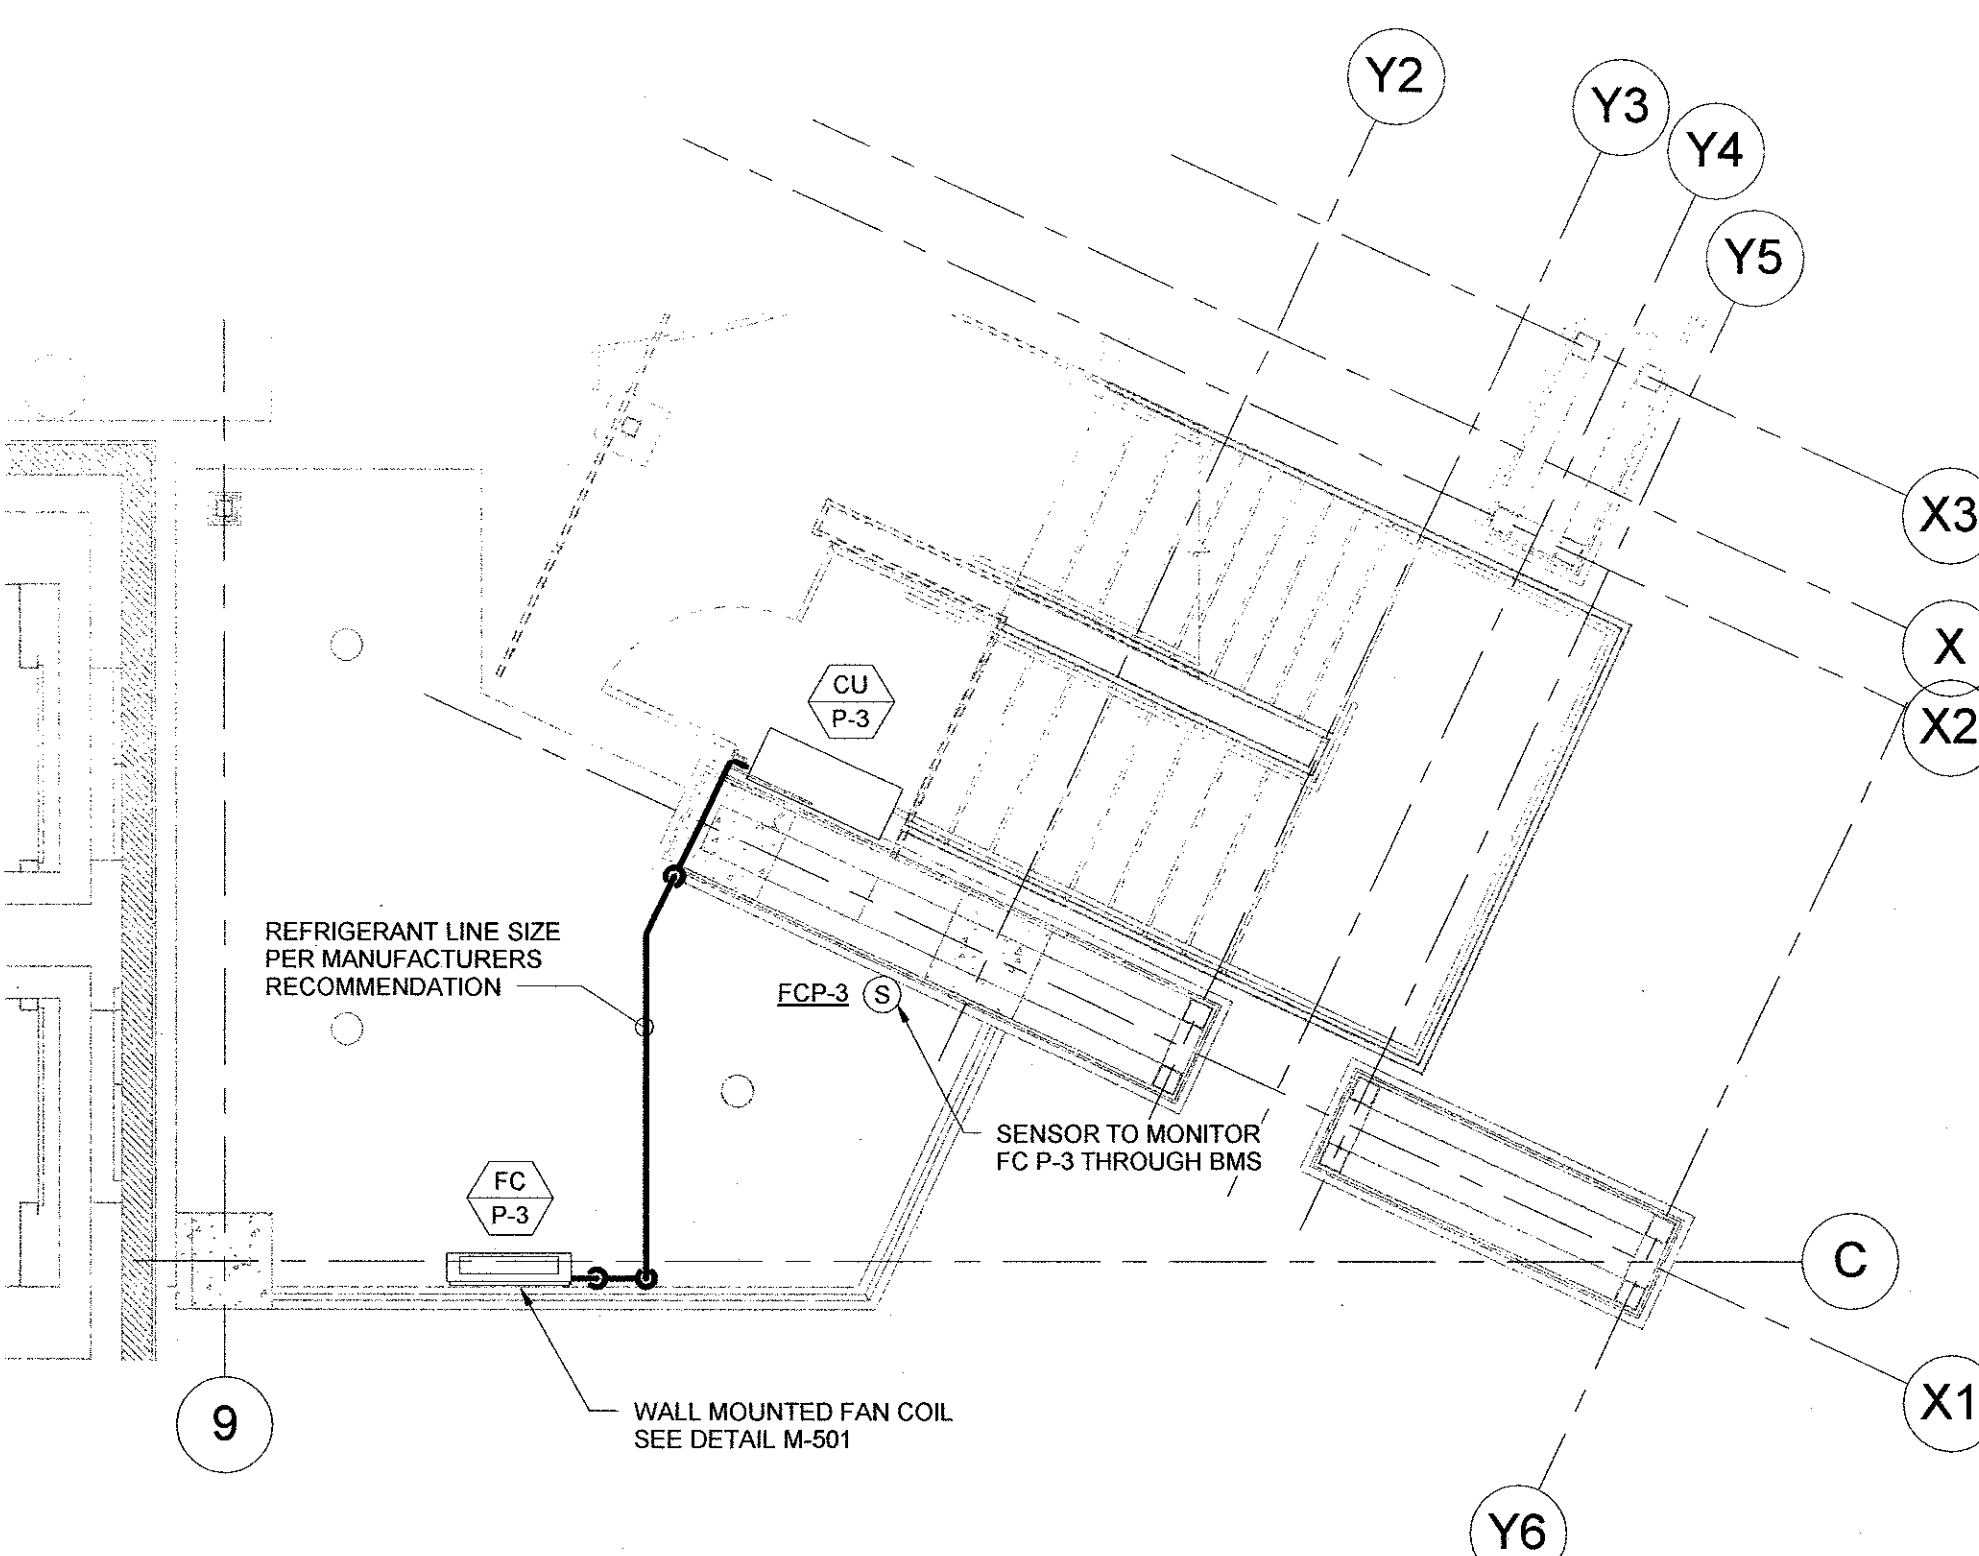 Y2
Y3
Y4
Y5
X3
X
X2
CU
P-3
REFRIGERANT LINE SIZE
PER MANUFACTURERS
RECOMMENDATION
FCP-3 S
SENSOR TO MONITOR
FC P-3 THROUGH BMS
FC
P-3
C
WALL MOUNTED FAN COIL
SEE DETAIL M-501
9
X1
Y6